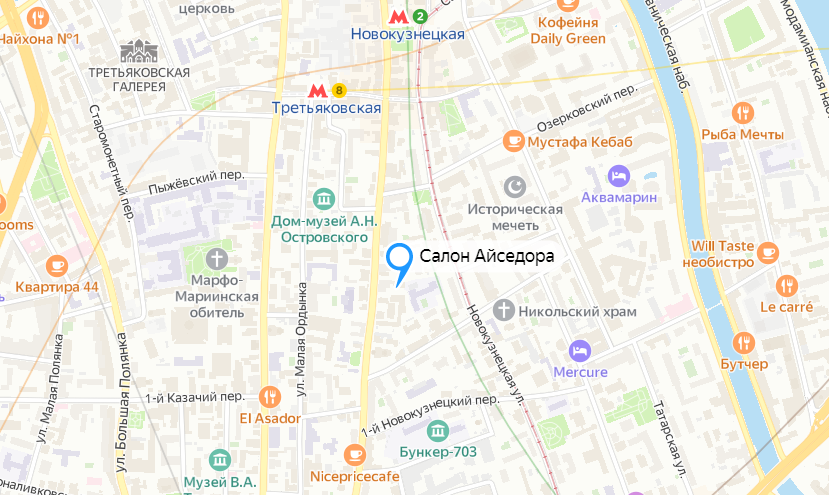 церковь
Найхона №1
2
Новокузнецкая
Кофейня
Daily Green
ТРЕТЬЯКОВСКАЯ
ГАЛЕРЕЯ
8
Третьяковская
Старомонетный пер.
Озерковский пер.
Мустафа Кебаб
Рыба Мечты
Пыжёвский пер.
Дом-музей А.Н.
Островского
Историческая
мечеть
Аквамарин
ooms
Квартира 44
Марфо-
Мариинская
обитель
Салон Айседора
Will Taste
необистро
Le carré
ул. Малая Ордынка
Новокузнецкая ул.
Никольский храм
Mercure
Бутчер
ул. Малая Полянка
ул. Большая Полянка
1-й Казачий пер.
El Asador
1-й Новокузнецкий пер.
Татарская ул.
Бункер-703
Nicepricecafe
Музей В.А.